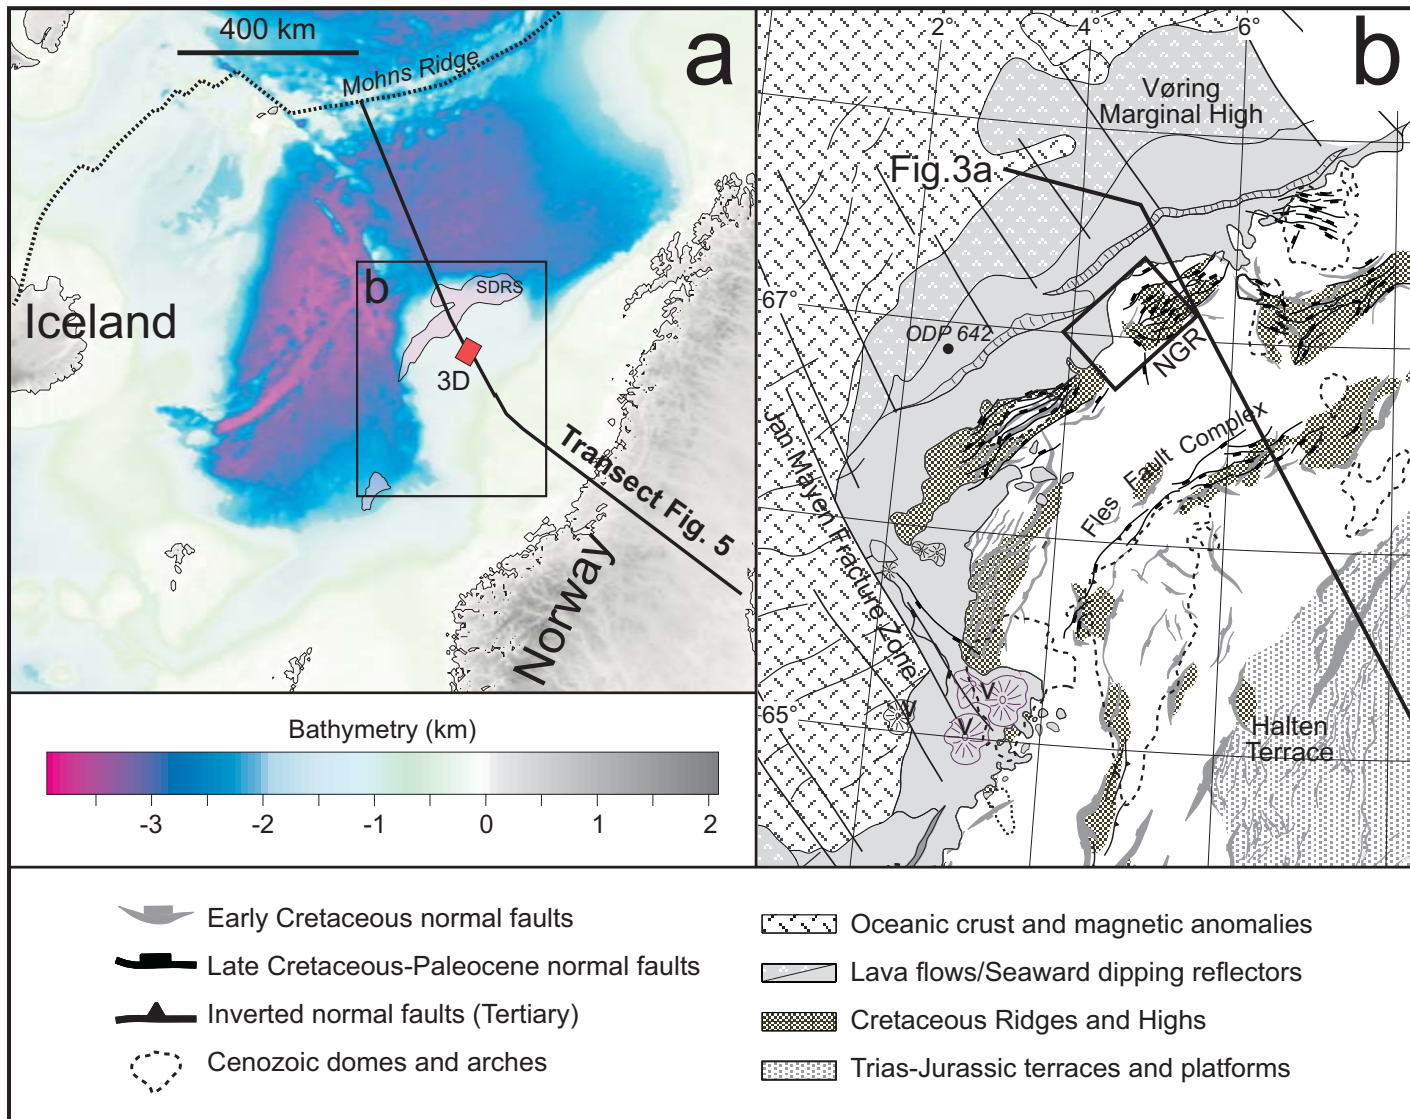 400 km
a
Mohns Ridge
Iceland
b
SDRS
3D
Transect Fig. 5
Norway
Bathymetry (km)
-3
-2
-1
0
1
2
2
4°
6°
b
Vøring
Marginal High
Fig.3a
67°
ODP 642
NGR
Fles Fault Complex
Jan Mayen Fracture Zone
65°
V
V
V
Halten
Terrace
Early Cretaceous normal faults
Late Cretaceous-Paleocene normal faults
Inverted normal faults (Tertiary)
Cenozoic domes and arches
Oceanic crust and magnetic anomalies
Lava flows/Seaward dipping reflectors
Cretaceous Ridges and Highs
Trias-Jurassic terraces and platforms